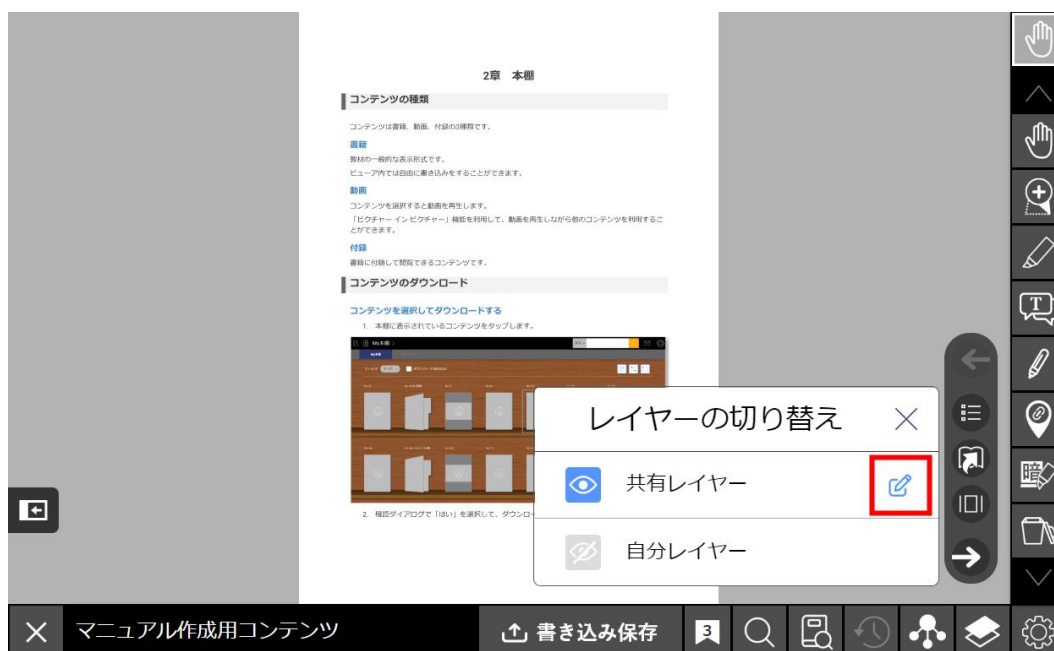 2章 本棚
コンテンツの種類
コンテンツは書籍、動画、付録の3種類です。
書籍
教材の一般的な表示形式です。
ビューア内では自由に書き込みをすることができます。
動画
コンテンツを選択すると動画を再生します。
「ピクチャー イン ピクチャー」機能を利用して、動画を再生しながら他のコンテンツを利用するこ
とができます。
付録
書籍に付随して閲覧できるコンテンツです。
コンテンツのダウンロード
コンテンツを選択してダウンロードする
1. 本棚に表示されているコンテンツをタップします。
My本棚
レイヤーの切り替え
共有レイヤー
自分レイヤー
2. 確認ダイアログで「はい」を選択して、ダウンロー
マニュアル作成用コンテンツ
書き込み保存
3
T
暗